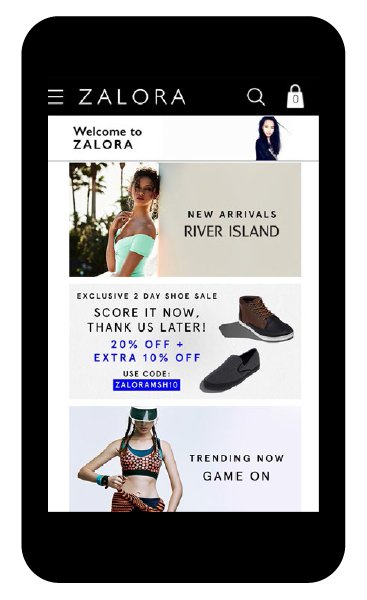 ZALORA
0
Welcome to
ZALORA
NEW ARRIVALS
RIVER ISLAND
EXCLUSIVE 2 DAY SHOE SALE
SCORE IT NOW,
THANK US LATER!
20% OFF +
EXTRA 10% OFF
USE CODE:
ZALORAMSH10
TRENDING NOW
GAME ON